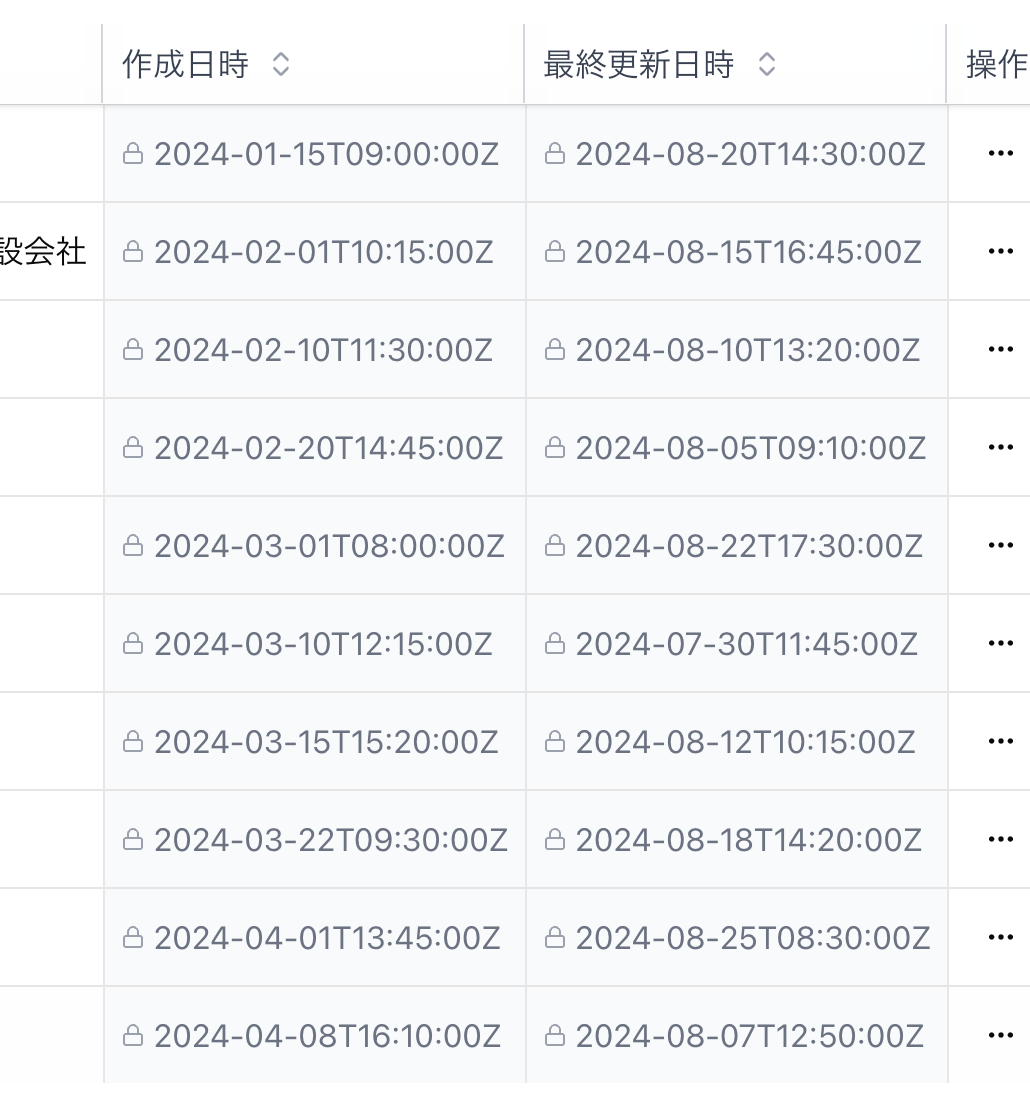 作成日時 最終更新日時 操作
2024-01-15T09:00:00Z 2024-08-20T14:30:00Z ...
設会社 2024-02-01T10:15:00Z 2024-08-15T16:45:00Z ...
2024-02-10T11:30:00Z 2024-08-10T13:20:00Z ...
2024-02-20T14:45:00Z 2024-08-05T09:10:00Z ...
2024-03-01T08:00:00Z 2024-08-22T17:30:00Z ...
2024-03-10T12:15:00Z 2024-07-30T11:45:00Z ...
2024-03-15T15:20:00Z 2024-08-12T10:15:00Z ...
2024-03-22T09:30:00Z 2024-08-18T14:20:00Z ...
2024-04-01T13:45:00Z 2024-08-25T08:30:00Z ...
2024-04-08T16:10:00Z 2024-08-07T12:50:00Z ...